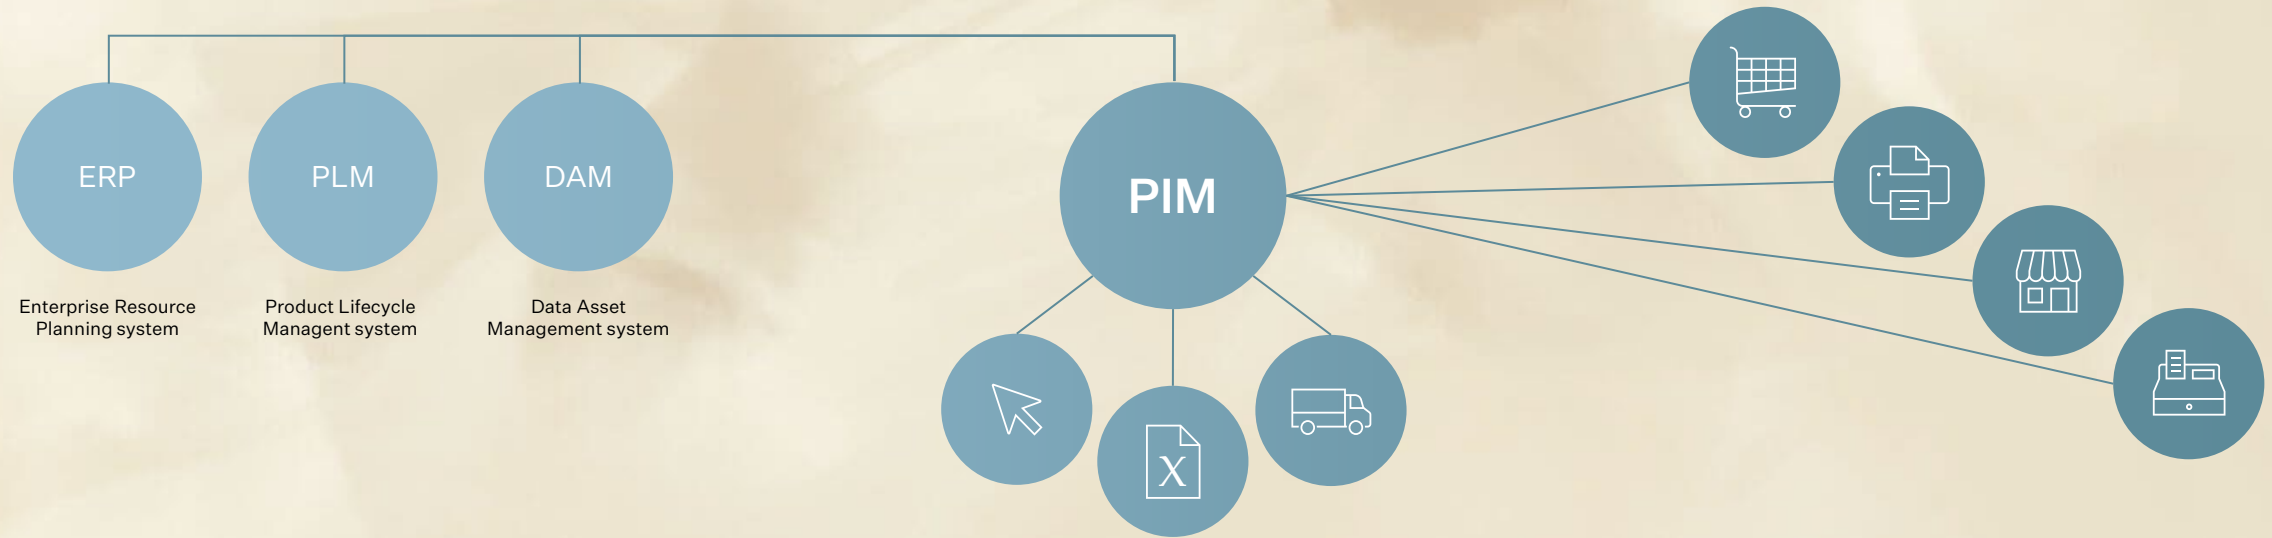 ERP
PLM
DAM
PIM
Enterprise Resource
Planning system
Product Lifecycle
Managent system
Data Asset
Management system
X